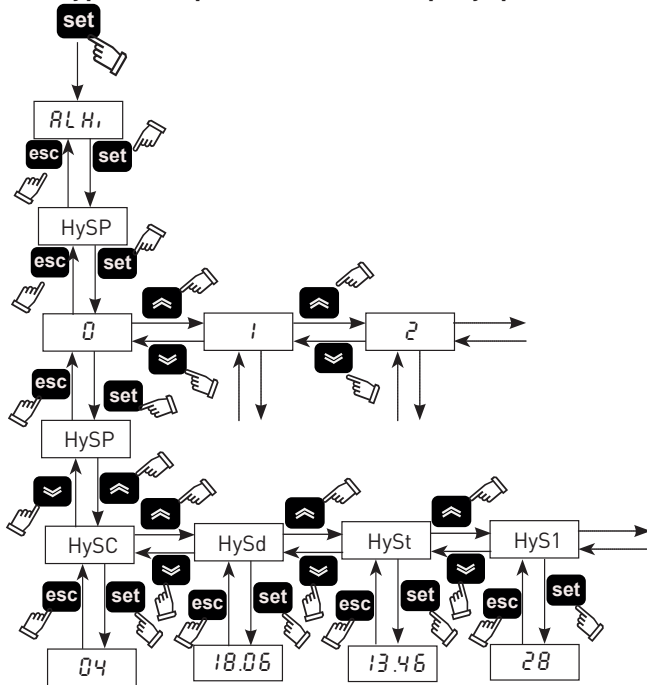 set
ALHi
esc set
HySP
esc set
0 1 2
esc set
HySP
HySC HySd HySt HyS1
esc set esc set esc set esc set
04 18.06 13.46 28